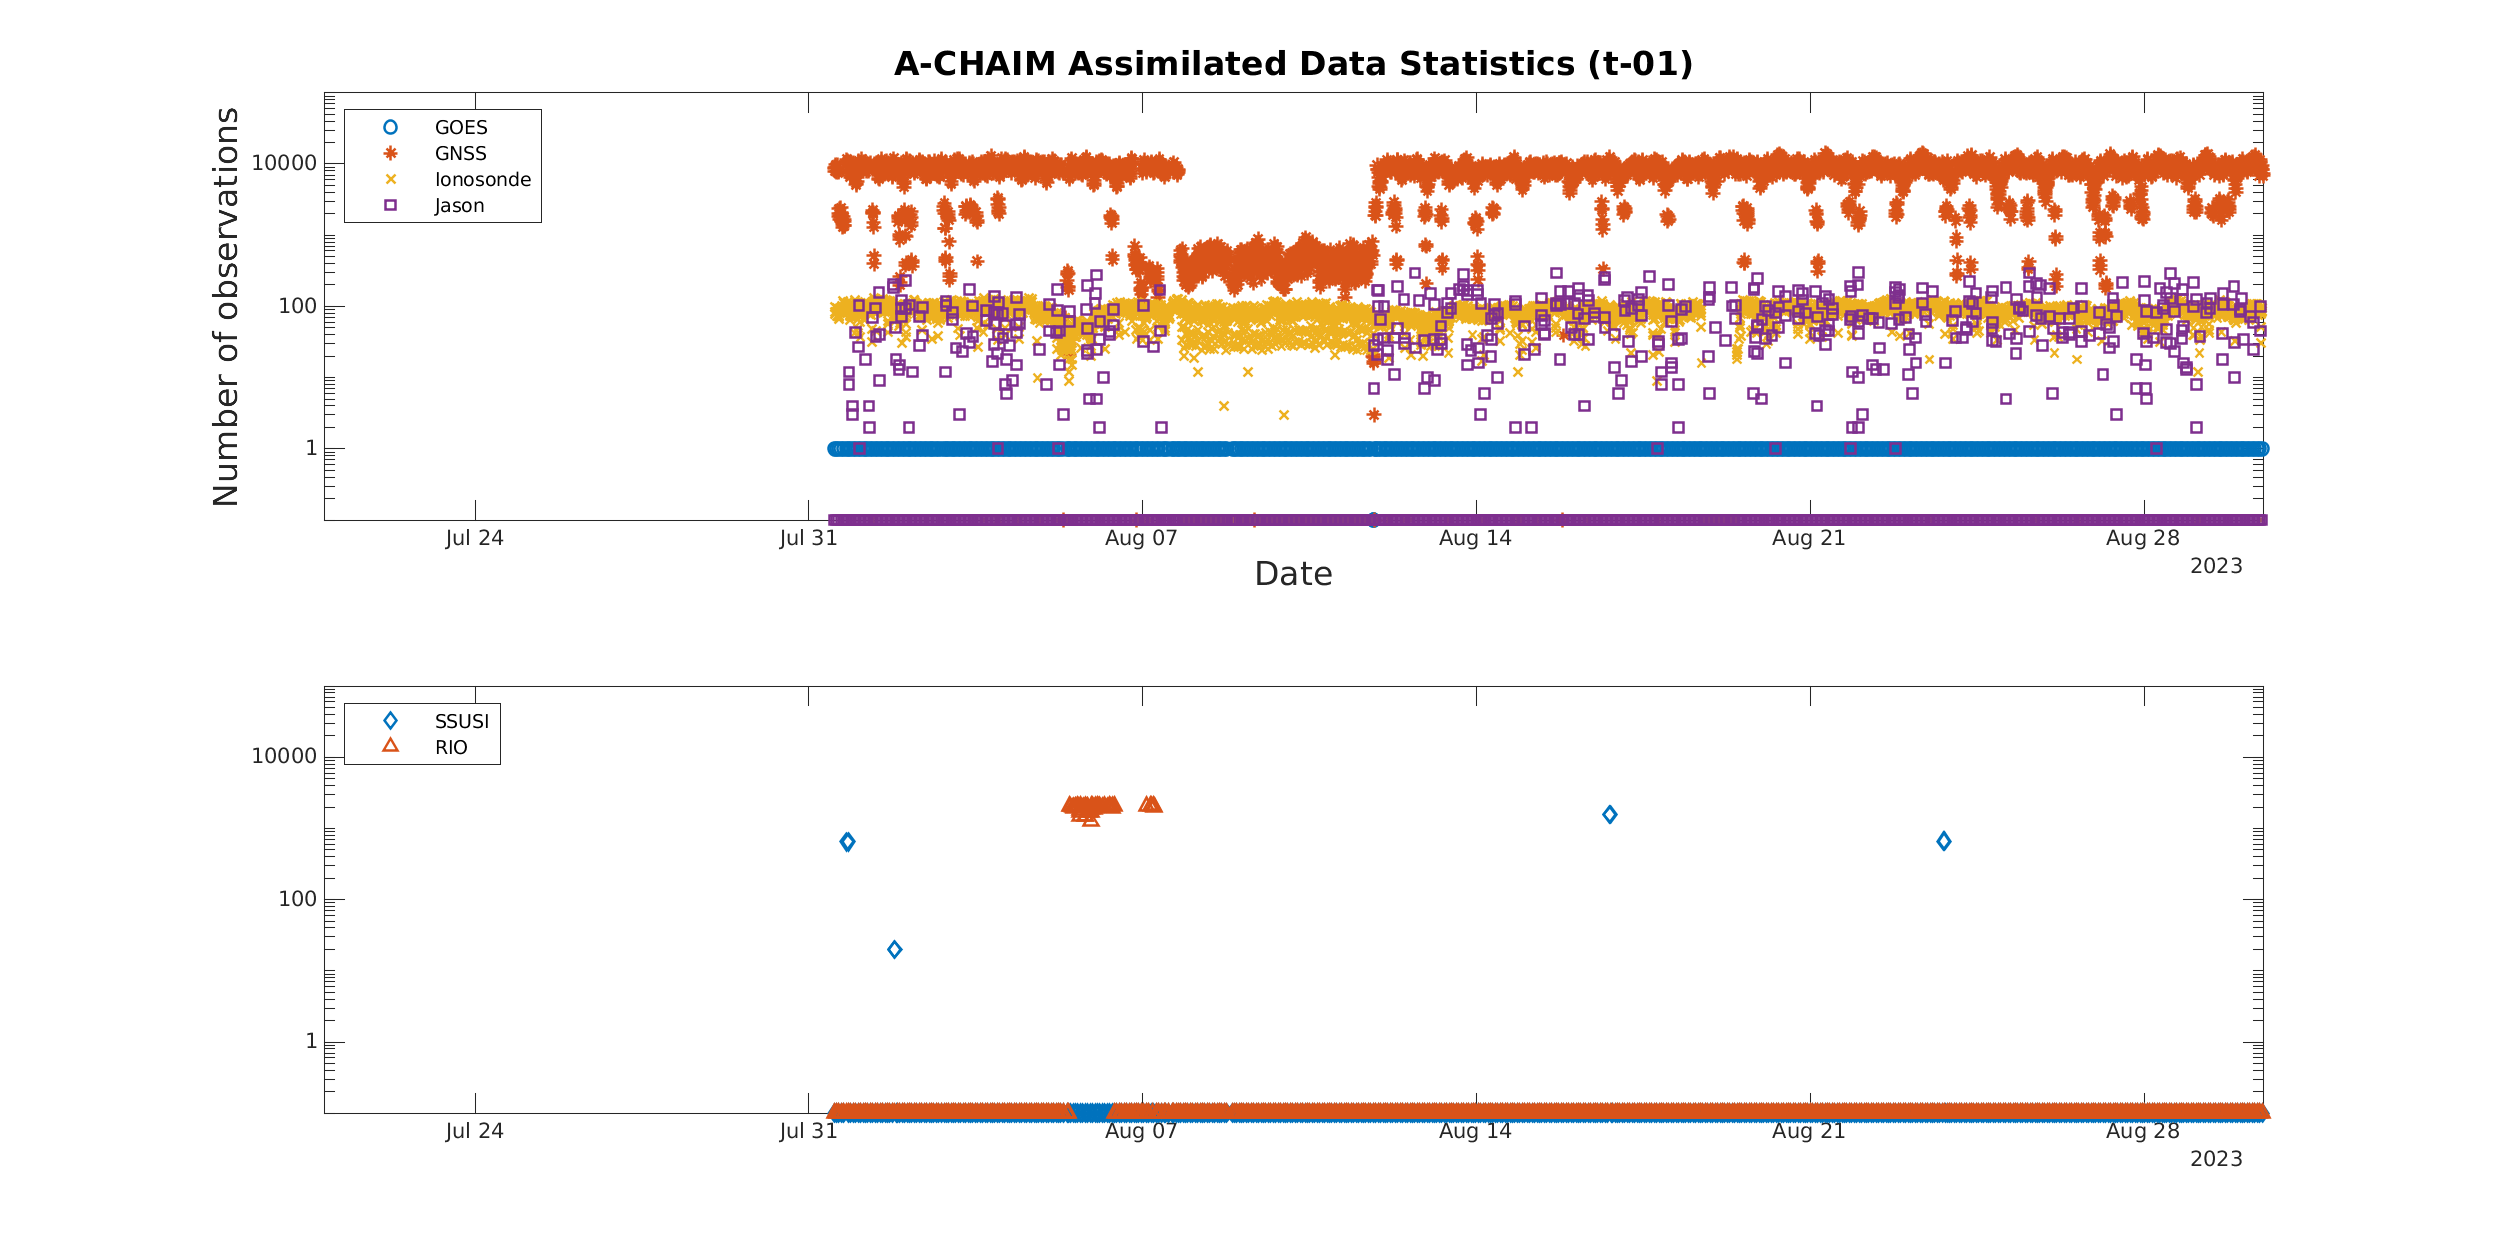 A-CHAIM Assimilated Data Statistics (t-01)
Number of observations
10000
100
1
GOES
GNSS
Ionosonde
Jason
Jul 24
Jul 31
Aug 07
Aug 14
Aug 21
Aug 28
2023
Date
10000
100
1
SSUSI
RIO
Jul 24
Jul 31
Aug 07
Aug 14
Aug 21
Aug 28
2023